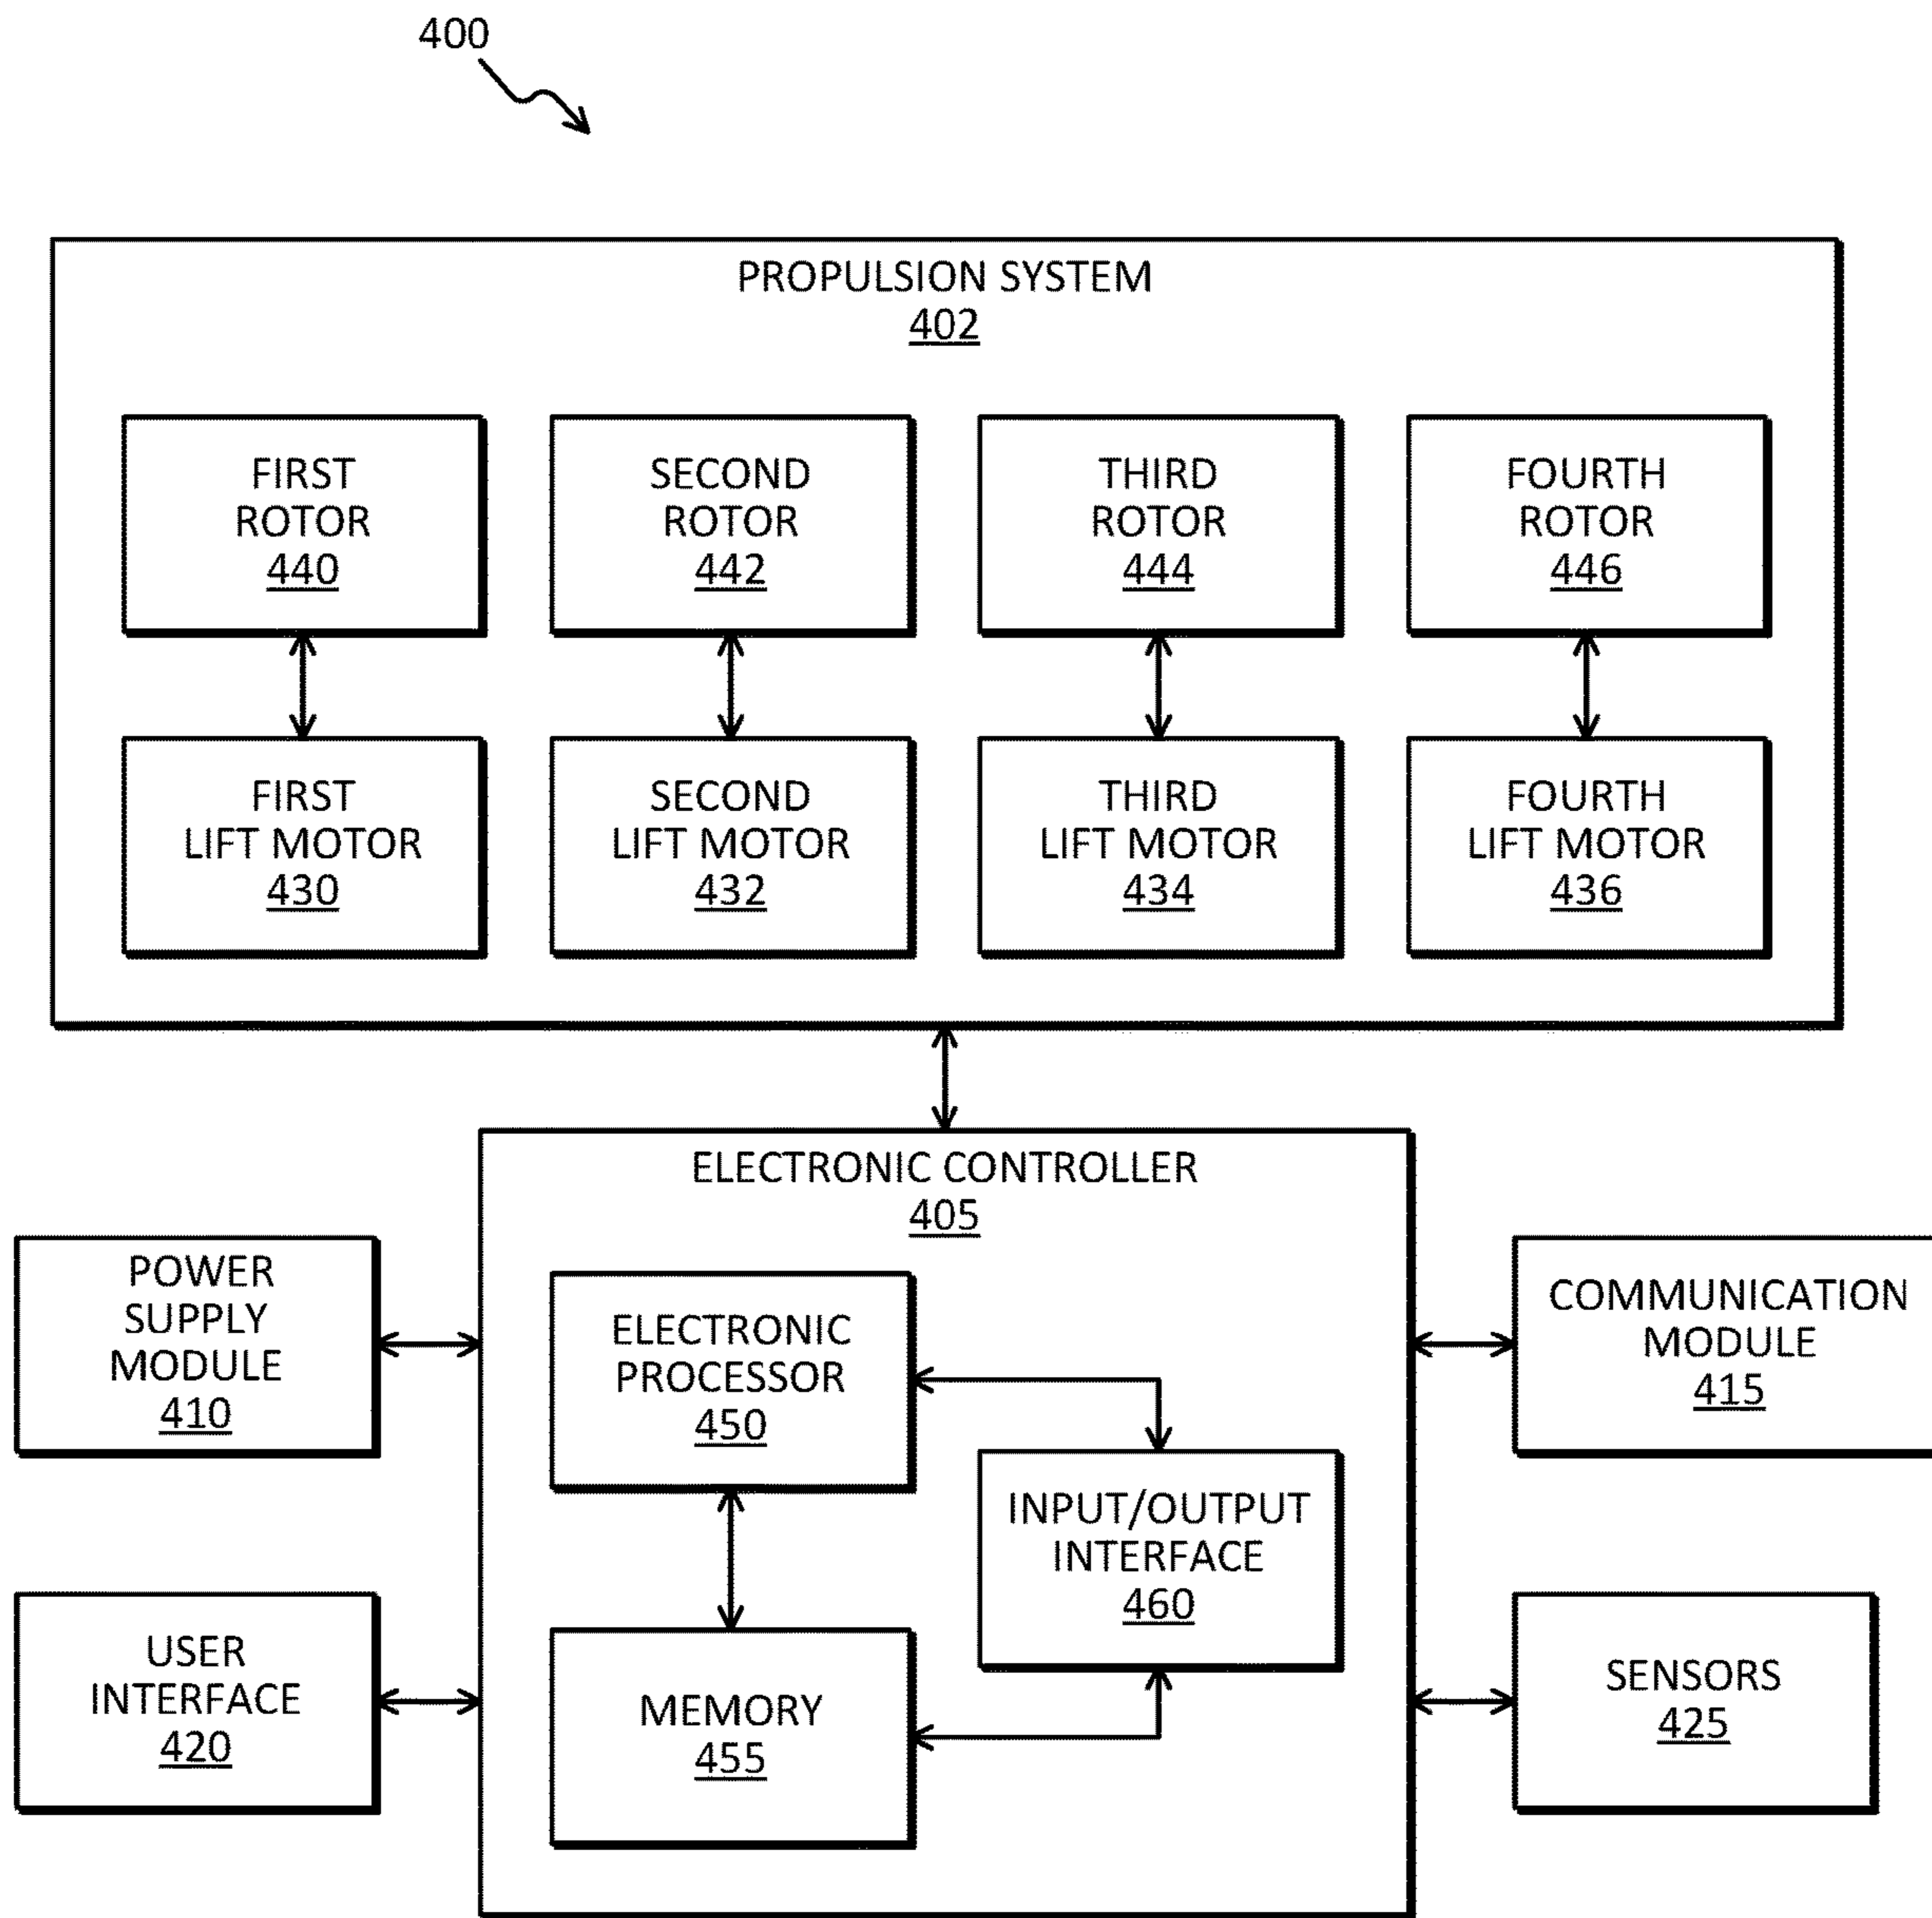 400
PROPULSION SYSTEM
402
FIRST
ROTOR
440
SECOND
ROTOR
442
THIRD
ROTOR
444
FOURTH
ROTOR
446
FIRST
LIFT MOTOR
430
SECOND
LIFT MOTOR
432
THIRD
LIFT MOTOR
434
FOURTH
LIFT MOTOR
436
ELECTRONIC CONTROLLER
405
POWER
SUPPLY
MODULE
410
ELECTRONIC
PROCESSOR
450
COMMUNICATION
MODULE
415
INPUT/OUTPUT
INTERFACE
460
USER
INTERFACE
420
MEMORY
455
SENSORS
425